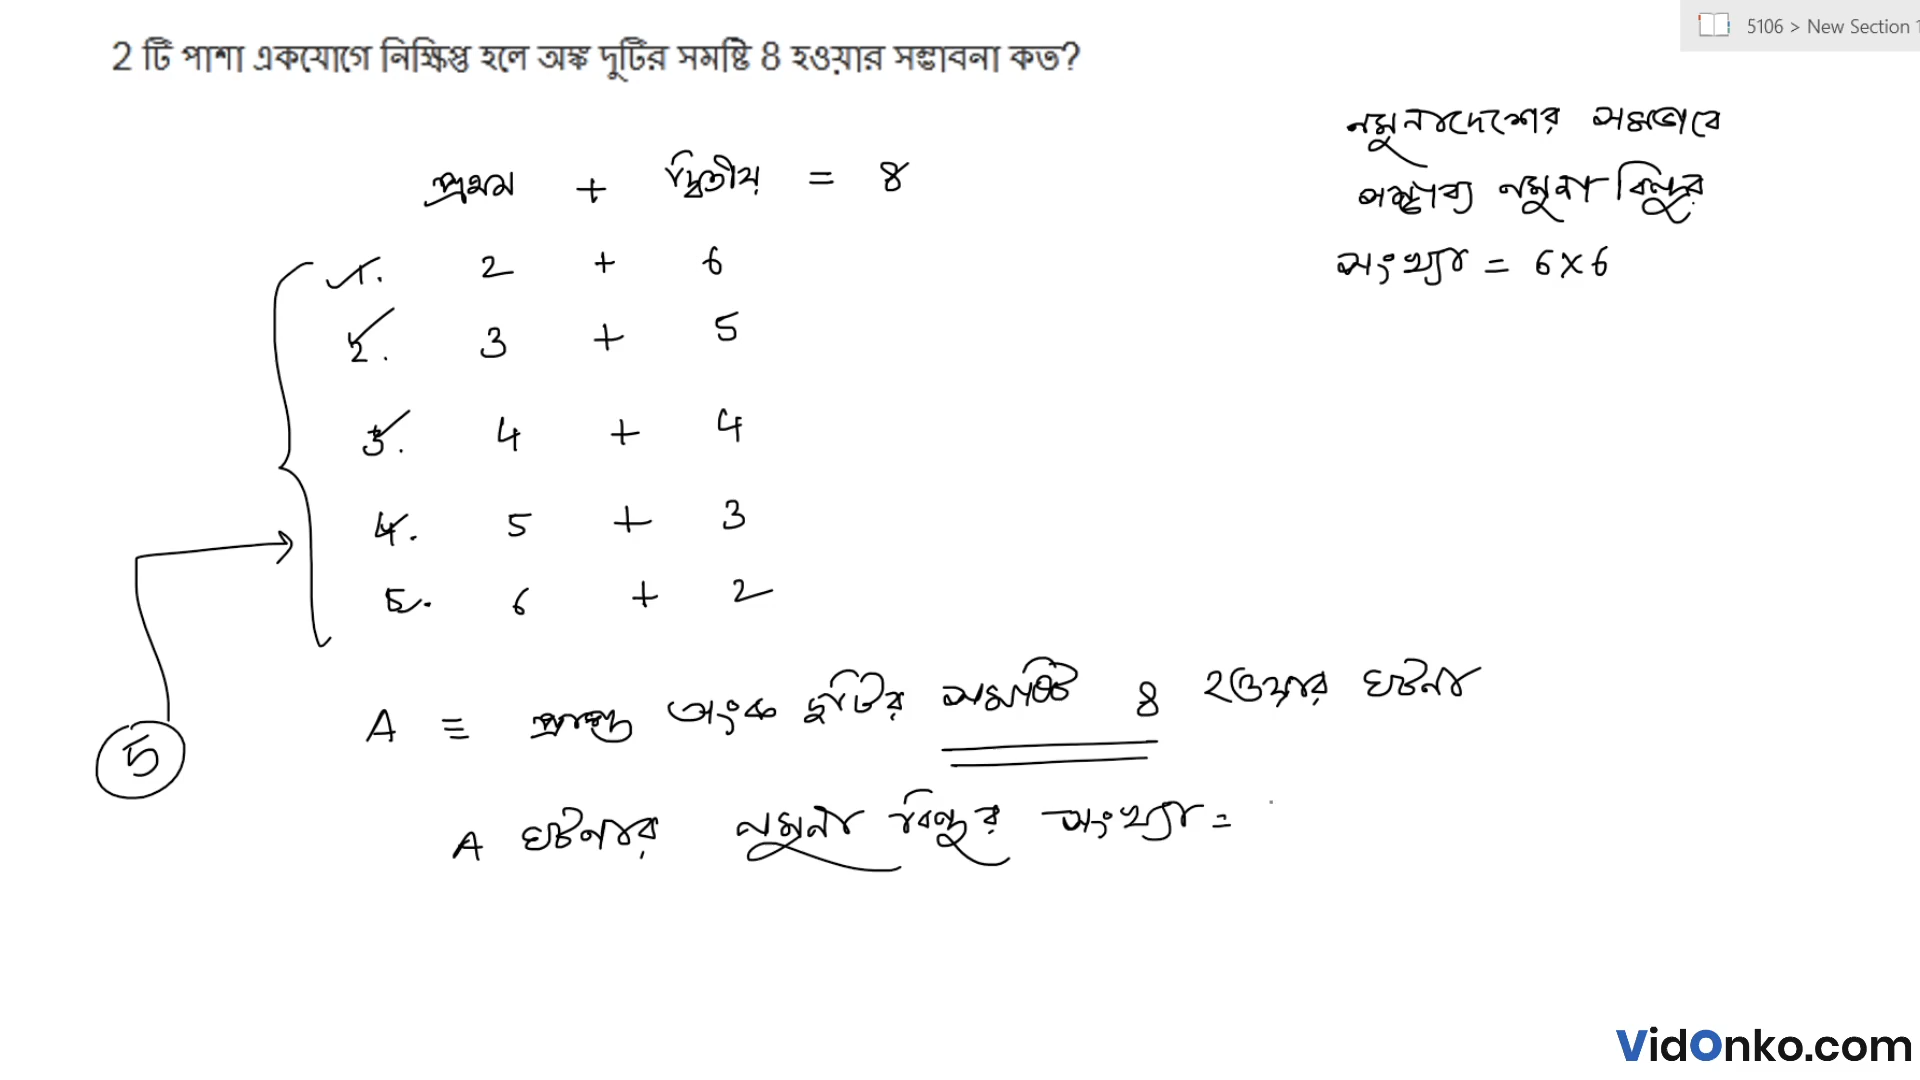 5106 > New Section 1
2 টি পাশা একযোগে নিক্ষিপ্ত হলে অঙ্ক দুটির সমষ্টি 8 হওয়ার সম্ভাবনা কত?
প্রথম + দ্বিতীয় = 8
1. 2 + 6
2. 3 + 5
3. 4 + 4
4. 5 + 3
5. 6 + 2
5
নমুনাদেশের সমভাবে
সম্ভাব্য নমুনা বিন্দুর
সংখ্যা = 6×6
A ≡ প্রাপ্ত অংক দুটির সমষ্টি 8 হওয়ার ঘটনা
A ঘটনার নমুনা বিন্দুর সংখ্যা =
VidOnko.com